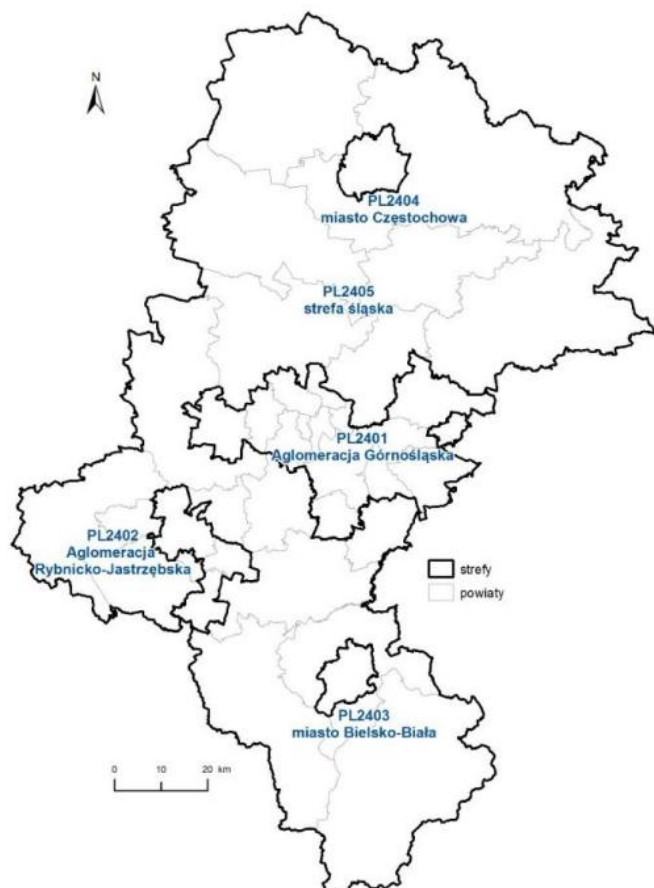 N
PL2404
miasto Częstochowa
PL2405
strefa śląska
PL2401
Aglomeracja Górnośląska
PL2402
Aglomeracja
Rybnicko-Jastrzębska
strefy
powiaty
PL2403
miasto Bielsko-Biała
0 10 20 km